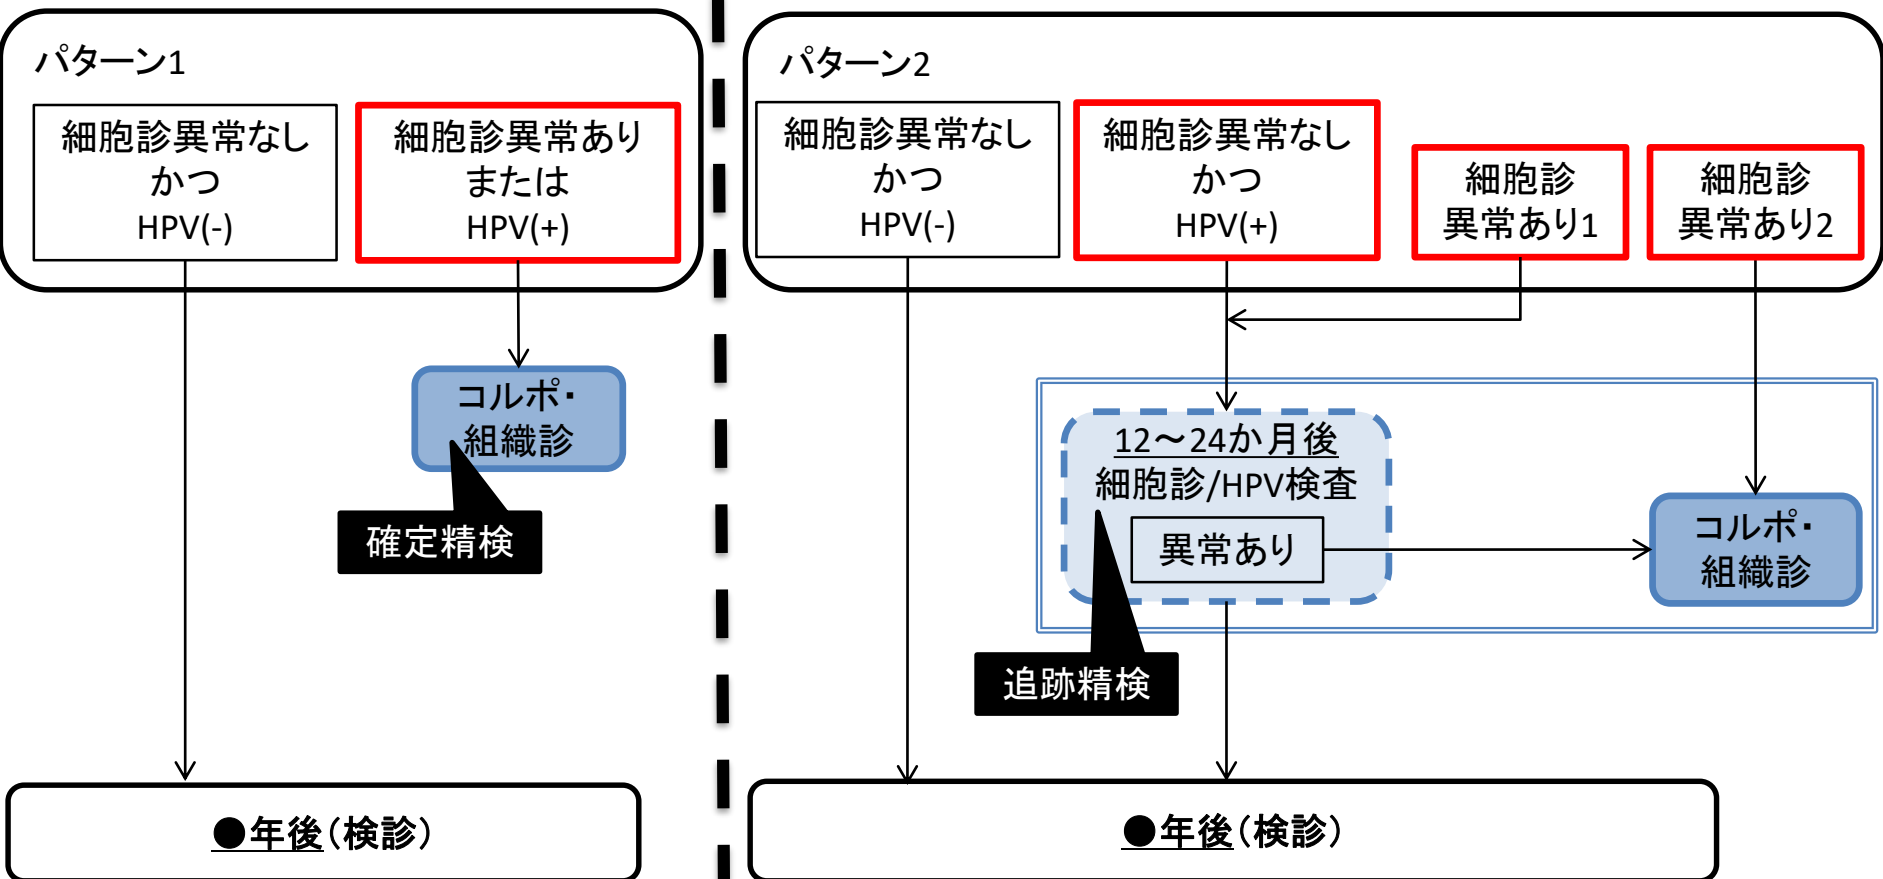 パターン1
細胞診異常なし
かつ
HPV(-)
細胞診異常あり
または
HPV(+)
コルポ・
組織診
確定精検
●年後(検診)
パターン2
細胞診異常なし
かつ
HPV(-)
細胞診異常なし
かつ
HPV(+)
細胞診
異常あり1
細胞診
異常あり2
12～24か月後
細胞診/HPV検査
異常あり
コルポ・
組織診
追跡精検
●年後(検診)